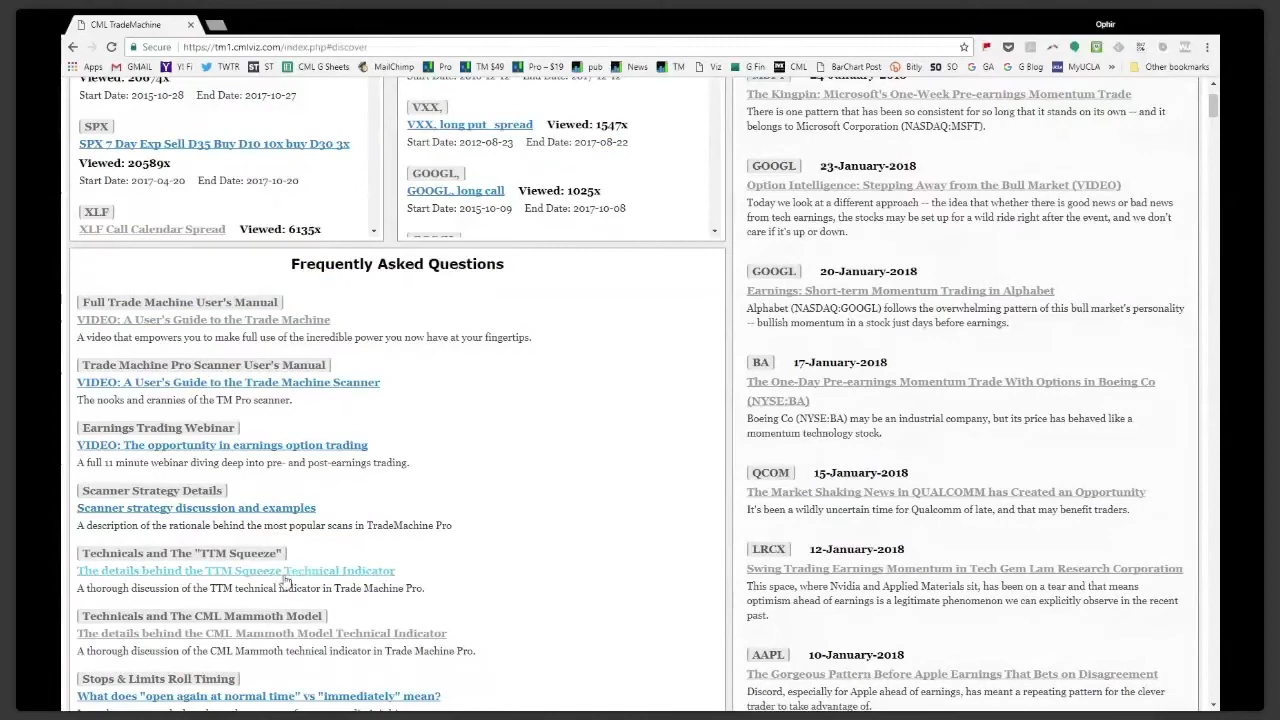 CML TradeMachine
Ophir
Secure
https://tm1.cmlviz.com/index.php#discover
Apps GMAIL Y! Fi TWTR ST CML G Sheets MailChimp Pro TM $49 Pro ~ $19 pub News TM Viz G Fin CML BarChart Post Bitly SO GA G Blog MyUCLA » Other bookmarks
Viewed: 20674x
Start Date: 2015-10-28 End Date: 2017-10-27
SPX
SPX 7 Day Exp Sell D35 Buy D10 10x buy D30 3x
Viewed: 20589x
Start Date: 2017-04-20 End Date: 2017-10-20
XLF
XLF Call Calendar Spread Viewed: 6135x
VXX,
VXX, long put_spread Viewed: 1547x
Start Date: 2012-08-23 End Date: 2017-08-22
GOOGL,
GOOGL, long call Viewed: 1025x
Start Date: 2015-10-09 End Date: 2017-10-08
Frequently Asked Questions
Full Trade Machine User's Manual
VIDEO: A User's Guide to the Trade Machine
A video that empowers you to make full use of the incredible power you now have at your fingertips.
Trade Machine Pro Scanner User's Manual
VIDEO: A User's Guide to the Trade Machine Scanner
The nooks and crannies of the TM Pro scanner.
Earnings Trading Webinar
VIDEO: The opportunity in earnings option trading
A full 11 minute webinar diving deep into pre- and post-earnings trading.
Scanner Strategy Details
Scanner strategy discussion and examples
A description of the rationale behind the most popular scans in TradeMachine Pro
Technicals and The "TTM Squeeze"
The details behind the TTM Squeeze Technical Indicator
A thorough discussion of the TTM technical indicator in Trade Machine Pro.
Technicals and The CML Mammoth Model
The details behind the CML Mammoth Model Technical Indicator
A thorough discussion of the CML Mammoth technical indicator in Trade Machine Pro.
Stops & Limits Roll Timing
What does "open again at normal time" vs "immediately" mean?
MSFT 24-January-2018
The Kingpin: Microsoft's One-Week Pre-earnings Momentum Trade
There is one pattern that has been so consistent for so long that it stands on its own -- and it
belongs to Microsoft Corporation (NASDAQ:MSFT).
GOOGL 23-January-2018
Option Intelligence: Stepping Away from the Bull Market (VIDEO)
Today we look at a different approach -- the idea that whether there is good news or bad news
from tech earnings, the stocks may be set up for a wild ride right after the event, and we don't
care if it's up or down.
GOOGL 20-January-2018
Earnings: Short-term Momentum Trading in Alphabet
Alphabet (NASDAQ:GOOGL) follows the overwhelming pattern of this bull market's personality
-- bullish momentum in a stock just days before earnings.
BA 17-January-2018
The One-Day Pre-earnings Momentum Trade With Options in Boeing Co
(NYSE:BA)
Boeing Co (NYSE:BA) may be an industrial company, but its price has behaved like a
momentum technology stock.
QCOM 15-January-2018
The Market Shaking News in QUALCOMM has Created an Opportunity
It's been a wildly uncertain time for Qualcomm of late, and that may benefit traders.
LRCX 12-January-2018
Swing Trading Earnings Momentum in Tech Gem Lam Research Corporation
This space, where Nvidia and Applied Materials sit, has been on a tear and that means
optimism ahead of earnings is a legitimate phenomenon we can explicitly observe in the recent
past.
AAPL 10-January-2018
The Gorgeous Pattern Before Apple Earnings That Bets on Disagreement
Discord, especially for Apple ahead of earnings, has meant a repeating pattern for the clever
trader to take advantage of.